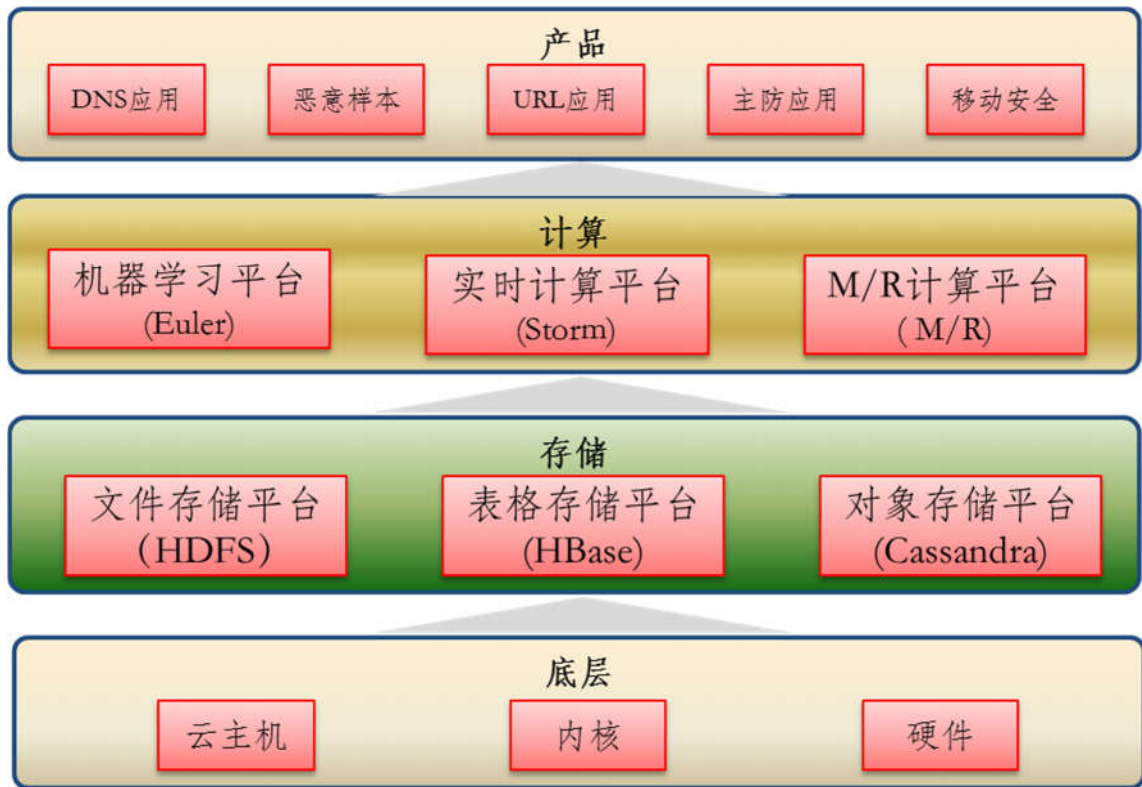 产品
DNS应用
恶意样本
URL应用
主防应用
移动安全
计算
机器学习平台
(Euler)
实时计算平台
(Storm)
M/R计算平台
( M/R)
存储
文件存储平台
（HDFS）
表格存储平台
(HBase)
对象存储平台
(Cassandra)
底层
云主机
内核
硬件